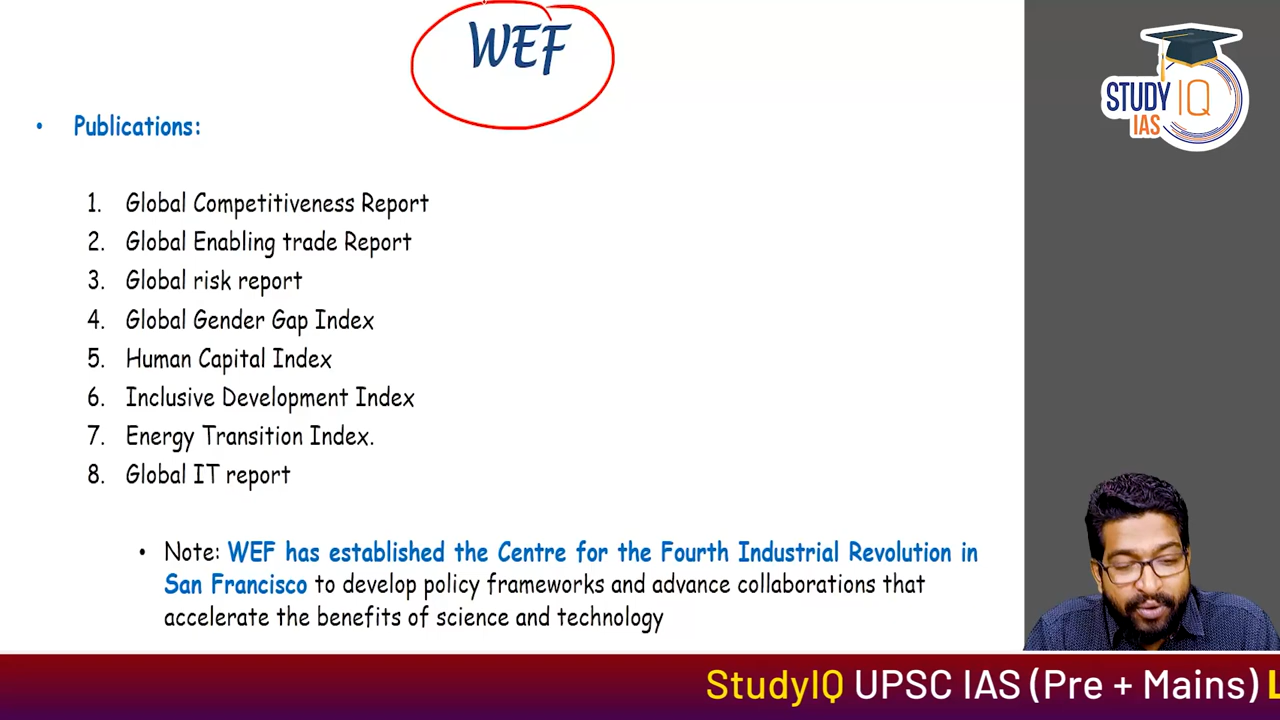 WEF
STUDY IQ
IAS
• Publications:
1. Global Competitiveness Report
2. Global Enabling trade Report
3. Global risk report
4. Global Gender Gap Index
5. Human Capital Index
6. Inclusive Development Index
7. Energy Transition Index.
8. Global IT report
• Note: WEF has established the Centre for the Fourth Industrial Revolution in
San Francisco to develop policy frameworks and advance collaborations that
accelerate the benefits of science and technology
StudyIQ UPSC IAS (Pre + Mains) L